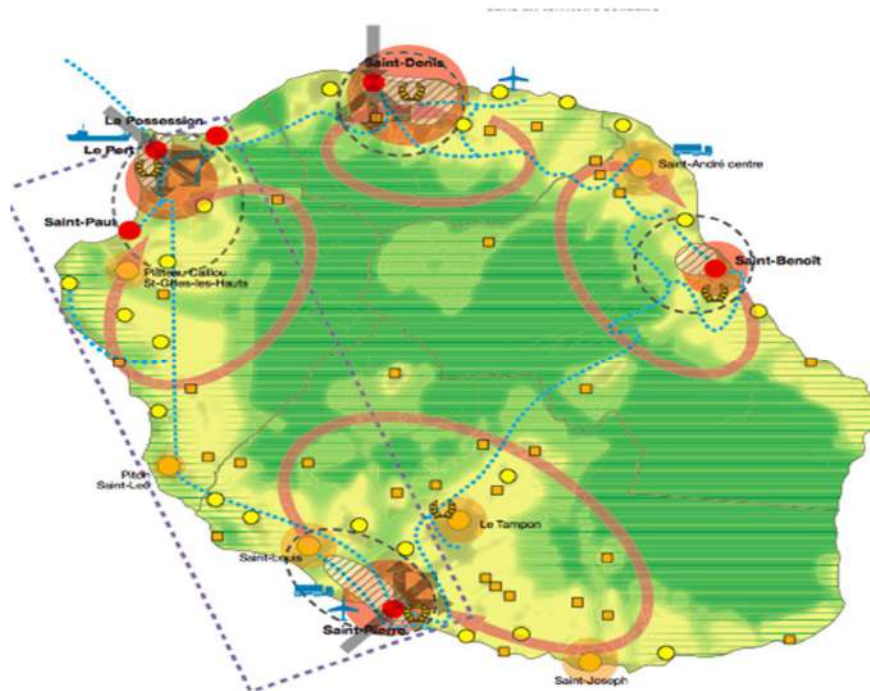 Saint-Denis
La Possession
Le Port
Saint-André centre
Saint-Paul
Saint-Benoît
Plateau Caillou
St-Gilles-les-Hauts
Piton
Saint-Leu
Le Tampon
Saint-Louis
Saint-Pierre
Saint-Joseph